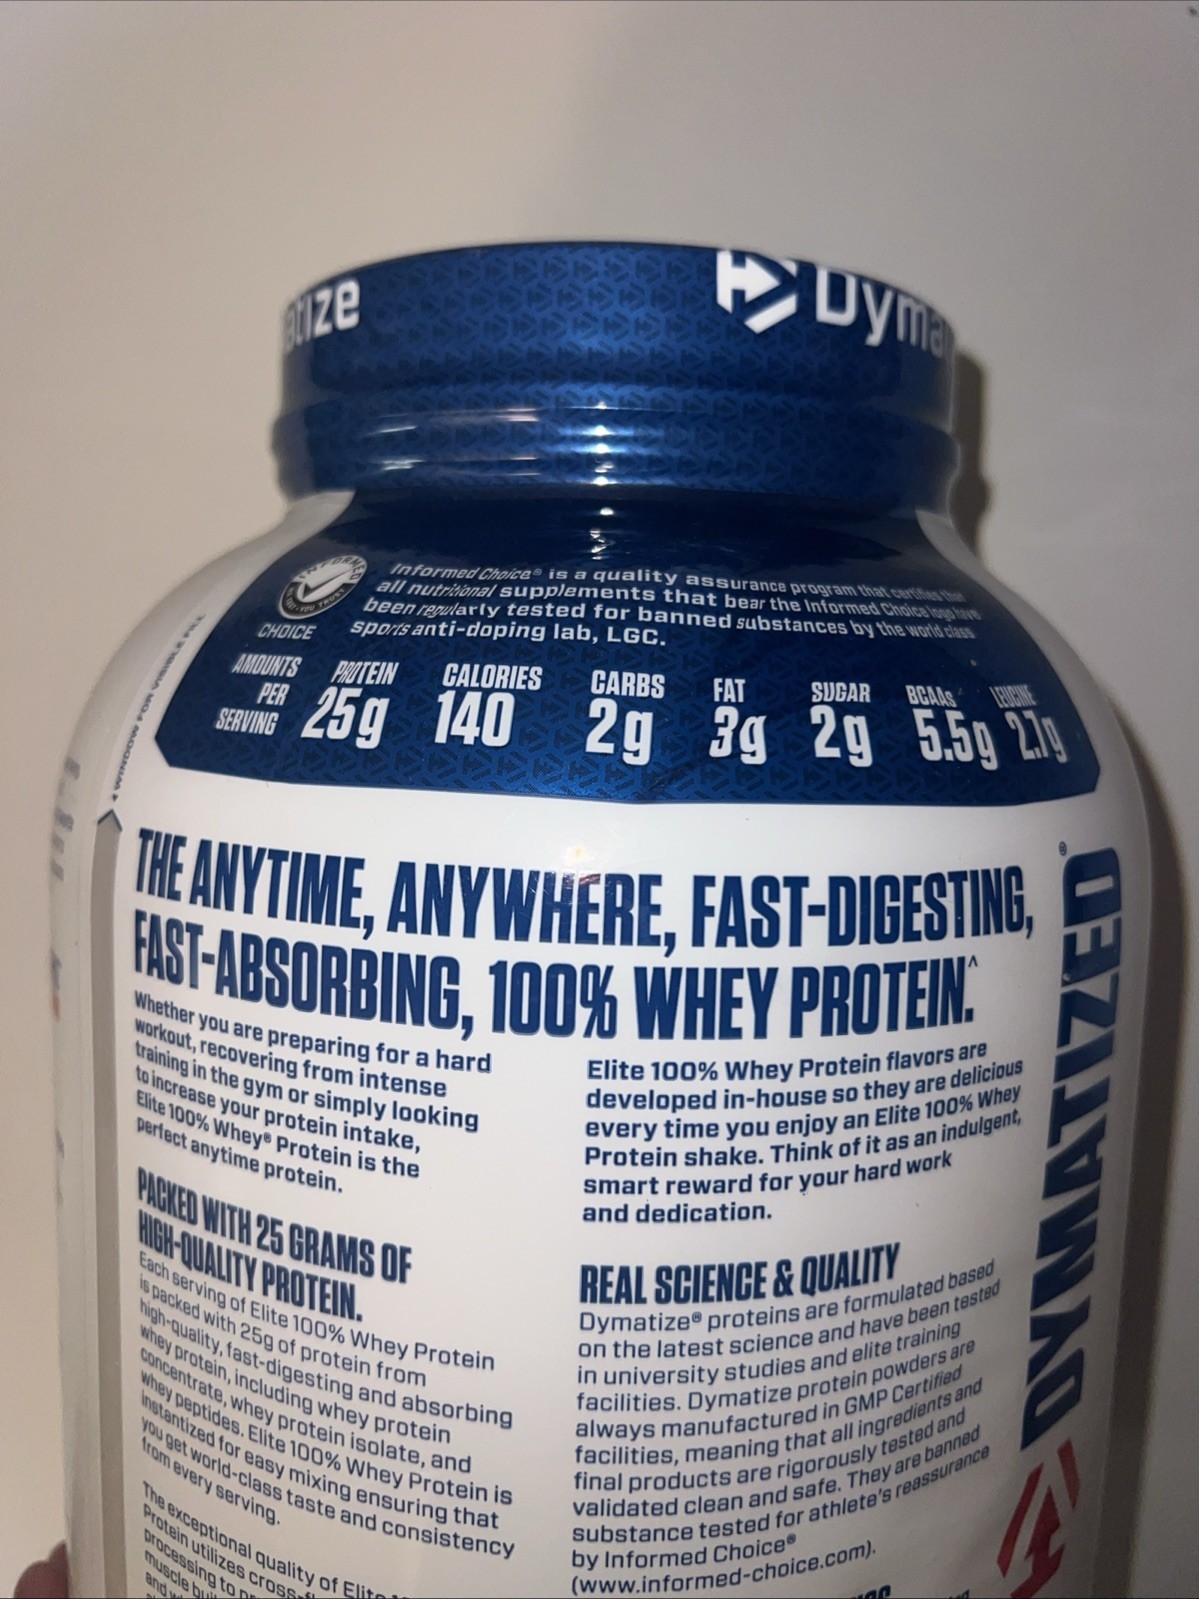 atize
Dyma
INFORMED
CHOICE
Informed Choice® is a quality assurance program that certifies that
all nutritional supplements that bear the Informed Choice logo have
been regularly tested for banned substances by the world class
sports anti-doping lab, LGC.
AMOUNTS PER SERVING
PROTEIN 25g
CALORIES 140
CARBS 2g
FAT 3g
SUGAR 2g
BCAAs 5.5g
LEUCINE 2.7g
WINDOW FOR VISIBLE FILL
THE ANYTIME, ANYWHERE, FAST-DIGESTING,
FAST-ABSORBING, 100% WHEY PROTEIN.^
Whether you are preparing for a hard
workout, recovering from intense
training in the gym or simply looking
to increase your protein intake,
Elite 100% Whey® Protein is the
perfect anytime protein.
PACKED WITH 25 GRAMS OF
HIGH-QUALITY PROTEIN.
Each serving of Elite 100% Whey Protein
is packed with 25g of protein from
high-quality, fast-digesting and absorbing
whey protein, including whey protein
concentrate, whey protein isolate, and
whey peptides. Elite 100% Whey Protein is
instantized for easy mixing ensuring that
you get world-class taste and consistency
from every serving.
The exceptional quality of Elite
Protein utilizes cross-
processing to
muscle
and
Elite 100% Whey Protein flavors are
developed in-house so they are delicious
every time you enjoy an Elite 100% Whey
Protein shake. Think of it as an indulgent,
smart reward for your hard work
and dedication.
REAL SCIENCE & QUALITY
Dymatize® proteins are formulated based
on the latest science and have been tested
in university studies and elite training
facilities. Dymatize protein powders are
always manufactured in GMP Certified
facilities, meaning that all ingredients and
final products are rigorously tested and
validated clean and safe. They are banned
substance tested for athlete's reassurance
by Informed Choice®
(www.informed-choice.com).
DYMATIZED®